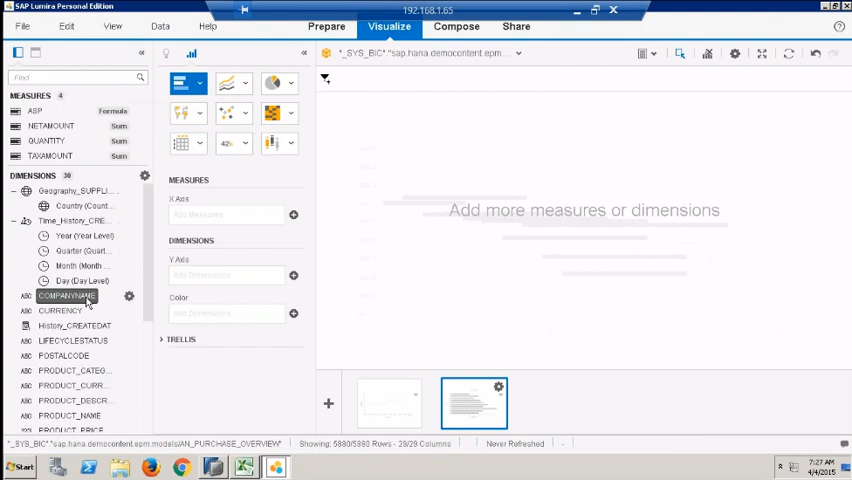 SAP Lumira Personal Edition
192.168.1.65
File Edit View Data Help
Prepare Visualize Compose Share
Find
"_SYS_BIC"."sap.hana.democontent.epm....
MEASURES 4
ASP Formula
NETAMOUNT Sum
QUANTITY Sum
TAXAMOUNT Sum
DIMENSIONS 30
Geography_SUPPLI...
Country (Count...
Time_History_CRE...
Year (Year Level)
Quarter (Quart...
Month (Month ...
Day (Day Level)
ABC COMPANYNAME
ABC CURRENCY
History_CREATEDAT
ABC LIFECYCLESTATUS
ABC POSTALCODE
ABC PRODUCT_CATEG...
ABC PRODUCT_CURR...
ABC PRODUCT_DESCR...
ABC PRODUCT_NAME
123 PRODUCT_PRICE
42k
MEASURES
X Axis
Add Measures
DIMENSIONS
Y Axis
Add Dimensions
Color
Add Dimensions
TRELLIS
Add more measures or dimensions
"_SYS_BIC"."sap.hana.democontent.epm.models/AN_PURCHASE_OVERVIEW" Showing: 5880/5880 Rows - 29/29 Columns Never Refreshed -
Start
7:27 AM
4/4/2015